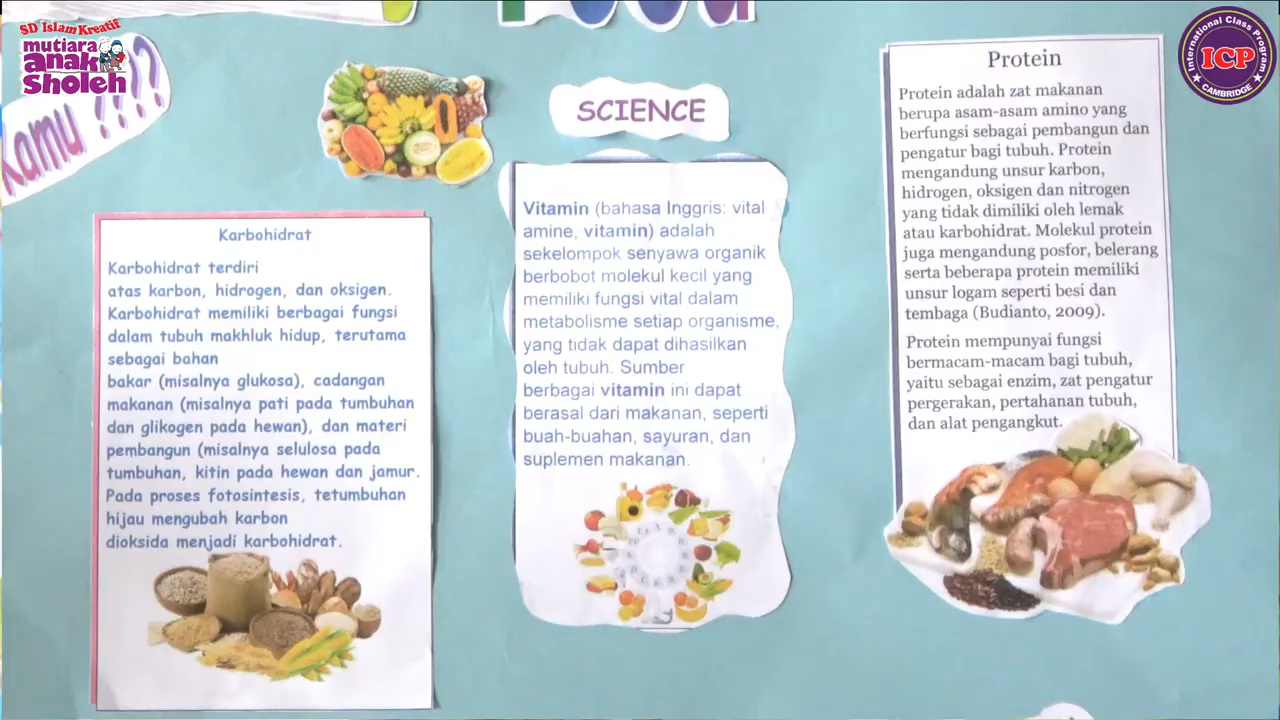 SD Islam Kreatif
mutiara
anak
Sholeh
Kamu ????
Food
SCIENCE
International Class Program
ICP
CAMBRIDGE
Karbohidrat
Karbohidrat terdiri
atas karbon, hidrogen, dan oksigen.
Karbohidrat memiliki berbagai fungsi
dalam tubuh makhluk hidup, terutama
sebagai bahan
bakar (misalnya glukosa), cadangan
makanan (misalnya pati pada tumbuhan
dan glikogen pada hewan), dan materi
pembangun (misalnya selulosa pada
tumbuhan, kitin pada hewan dan jamur.
Pada proses fotosintesis, tetumbuhan
hijau mengubah karbon
dioksida menjadi karbohidrat.
Vitamin (bahasa Inggris: vital
amine, vitamin) adalah
sekelompok senyawa organik
berbobot molekul kecil yang
memiliki fungsi vital dalam
metabolisme setiap organisme,
yang tidak dapat dihasilkan
oleh tubuh. Sumber
berbagai vitamin ini dapat
berasal dari makanan, seperti
buah-buahan, sayuran, dan
suplemen makanan.
Protein
Protein adalah zat makanan
berupa asam-asam amino yang
berfungsi sebagai pembangun dan
pengatur bagi tubuh. Protein
mengandung unsur karbon,
hidrogen, oksigen dan nitrogen
yang tidak dimiliki oleh lemak
atau karbohidrat. Molekul protein
juga mengandung posfor, belerang
serta beberapa protein memiliki
unsur logam seperti besi dan
tembaga (Budianto, 2009).
Protein mempunyai fungsi
bermacam-macam bagi tubuh,
yaitu sebagai enzim, zat pengatur
pergerakan, pertahanan tubuh,
dan alat pengangkut.